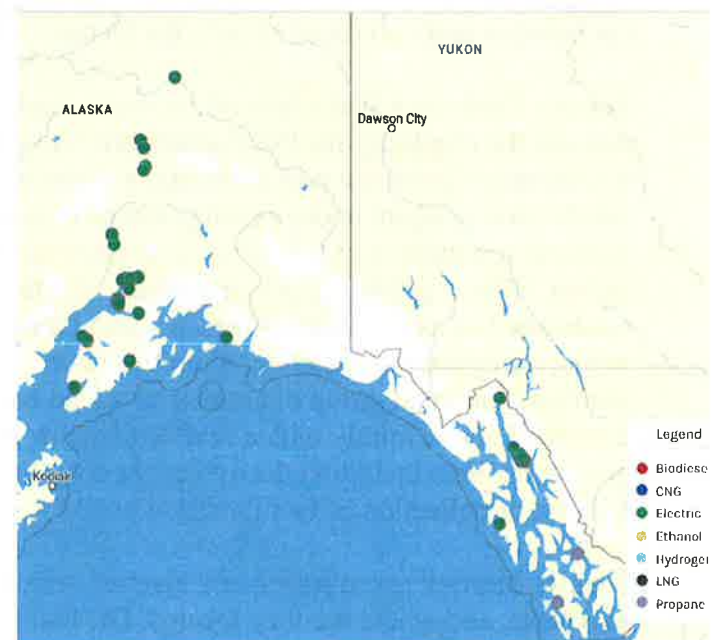 YUKON
ALASKA
Dawson City
Kodiak
Legend
Biodiese
CNG
Electric
Ethanol
Hydroger
LNG
Propane